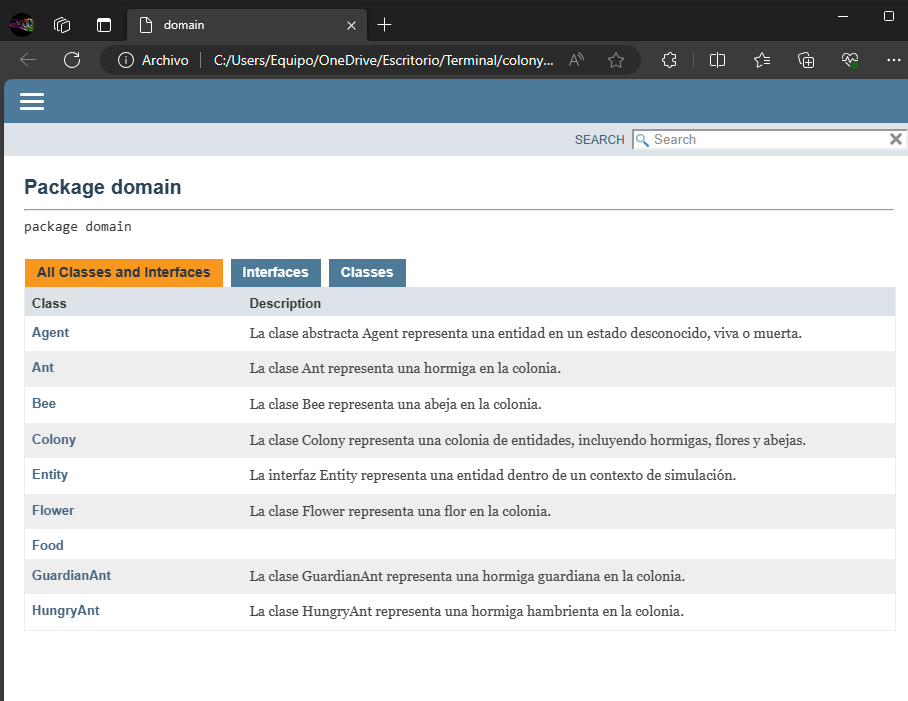 domain
Archivo
C:/Users/Equipo/OneDrive/Escritorio/Terminal/colony...
SEARCH
Search
Package domain
package domain
All Classes and Interfaces
Interfaces
Classes
Class Description
Agent La clase abstracta Agent representa una entidad en un estado desconocido, viva o muerta.
Ant La clase Ant representa una hormiga en la colonia.
Bee La clase Bee representa una abeja en la colonia.
Colony La clase Colony representa una colonia de entidades, incluyendo hormigas, flores y abejas.
Entity La interfaz Entity representa una entidad dentro de un contexto de simulación.
Flower La clase Flower representa una flor en la colonia.
Food
GuardianAnt La clase GuardianAnt representa una hormiga guardiana en la colonia.
HungryAnt La clase HungryAnt representa una hormiga hambrienta en la colonia.